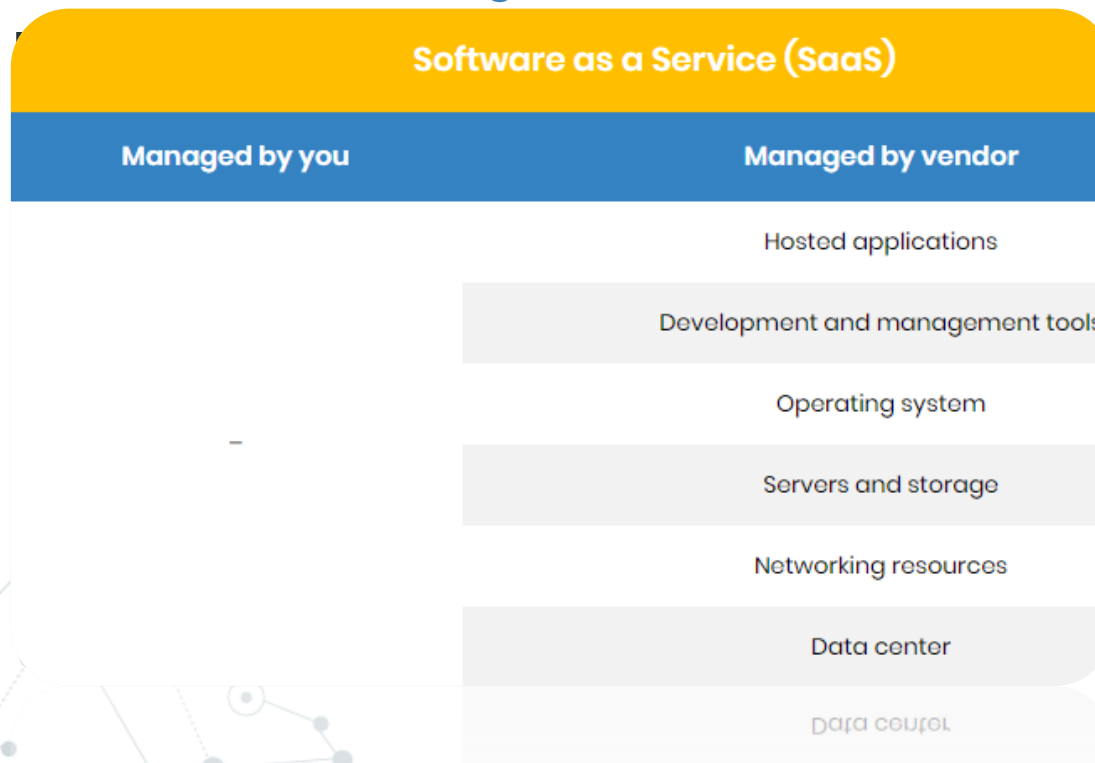 Software as a Service (SaaS)
Managed by you
Managed by vendor
Hosted applications
Development and management tools
Operating system
–
Servers and storage
Networking resources
Data center
Data center